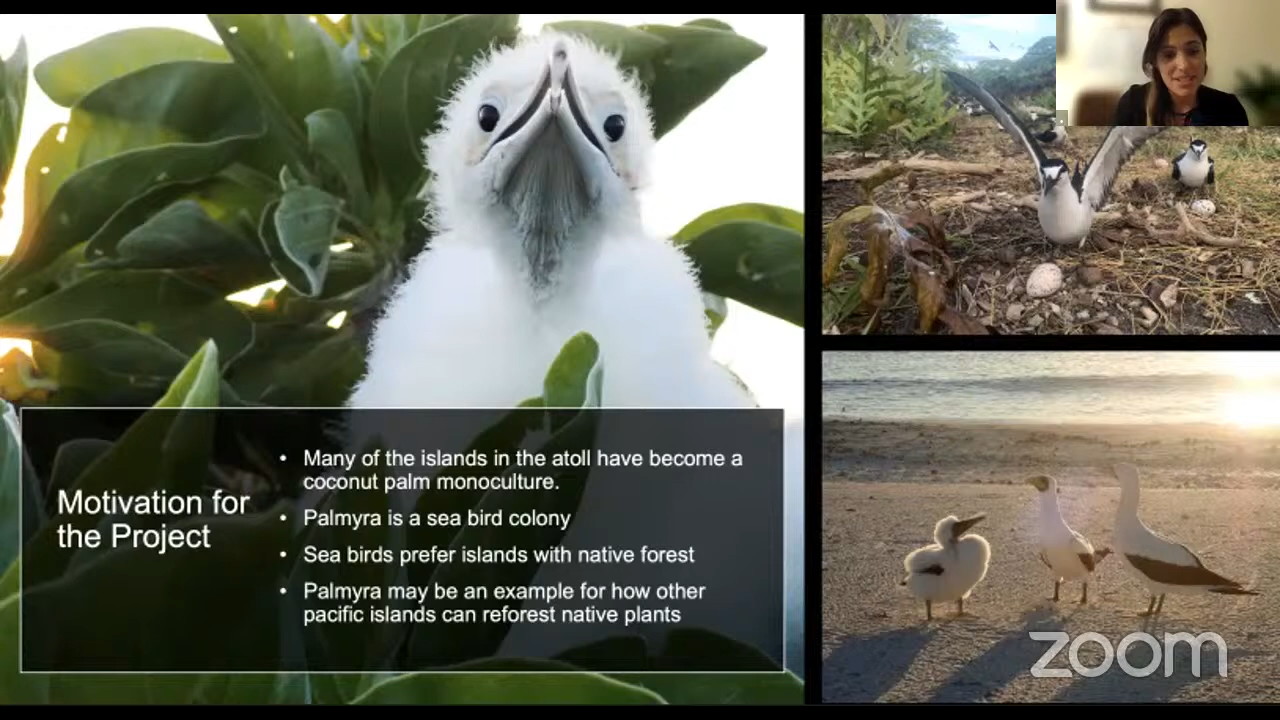 Motivation for
the Project
• Many of the islands in the atoll have become a
coconut palm monoculture.
• Palmyra is a sea bird colony
• Sea birds prefer islands with native forest
• Palmyra may be an example for how other
pacific islands can reforest native plants
zoom